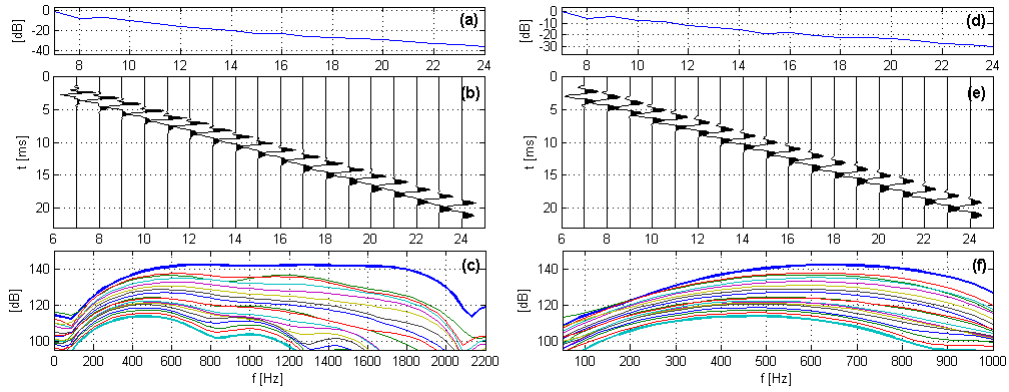 (a)
[dB]
0
-20
-40
8 10 12 14 16 18 20 22 24
(b)
t [ms]
0
5
10
15
20
6 8 10 12 14 16 18 20 22 24
(c)
[dB]
140
120
100
0 200 400 600 800 1000 1200 1400 1600 1800 2000 2200
f [Hz]
(d)
[dB]
0
-10
-20
-30
8 10 12 14 16 18 20 22 24
(e)
t [ms]
0
5
10
15
20
6 8 10 12 14 16 18 20 22 24
(f)
[dB]
140
120
100
100 200 300 400 500 600 700 800 900 1000
f [Hz]